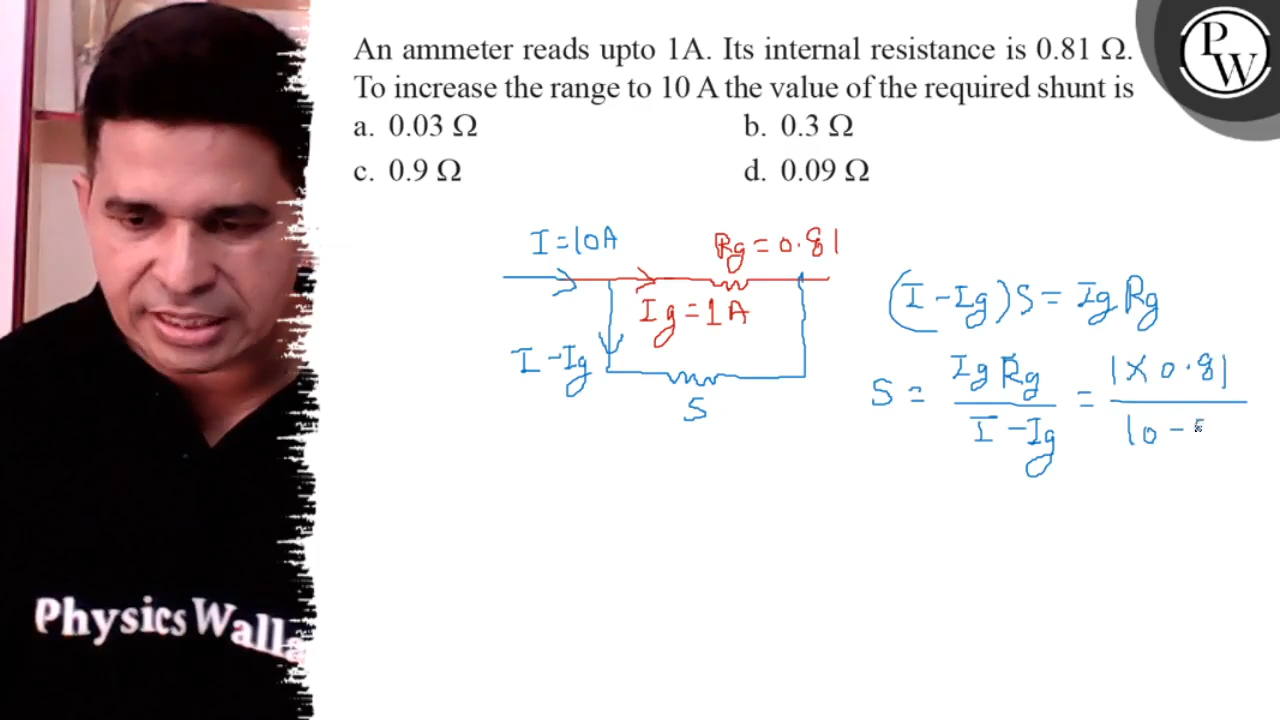 PW
An ammeter reads upto 1A. Its internal resistance is 0.81 Ω.
To increase the range to 10 A the value of the required shunt is
a. 0.03 Ω
b. 0.3 Ω
c. 0.9 Ω
d. 0.09 Ω
I = 10A
Rg = 0.81
Ig = 1A
I - Ig
S
(I - Ig) S = Ig Rg
S = Ig Rg / I - Ig = 1 × 0.81 / 10 -
Physics Walla